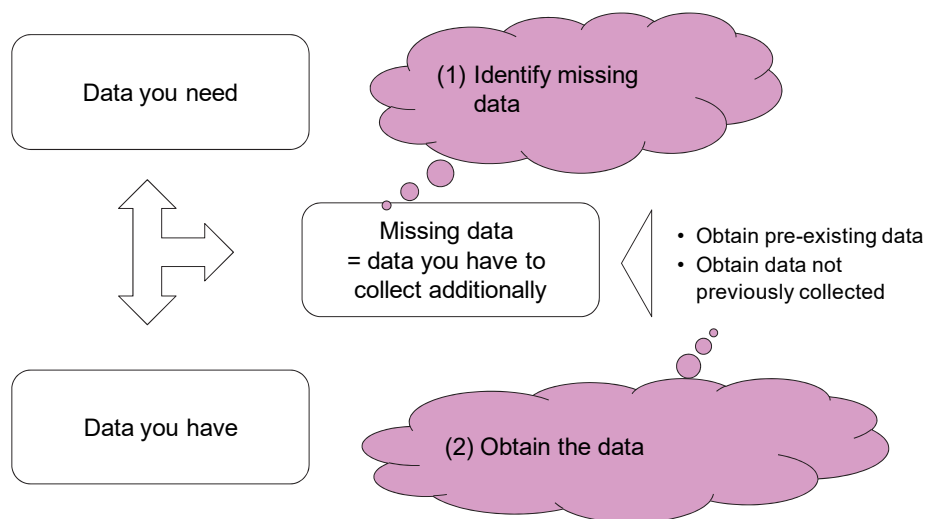 Data you need
(1) Identify missing
data
Missing data
= data you have to
collect additionally
• Obtain pre-existing data
• Obtain data not
previously collected
Data you have
(2) Obtain the data